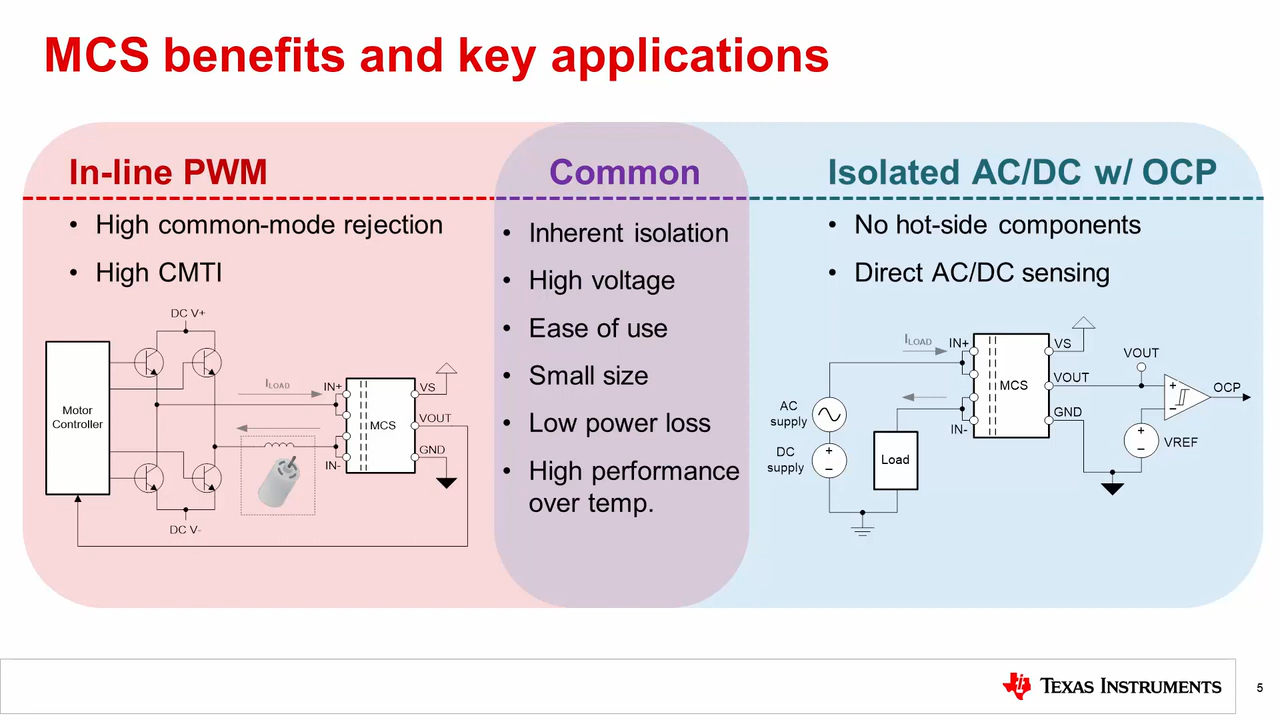 MCS benefits and key applications
In-line PWM
• High common-mode rejection
• High CMTI
DC V+
Motor
Controller
ILOAD
IN+
IN-
MCS
VS
VOUT
GND
DC V-
Common
• Inherent isolation
• High voltage
• Ease of use
• Small size
• Low power loss
• High performance
over temp.
Isolated AC/DC w/ OCP
• No hot-side components
• Direct AC/DC sensing
ILOAD
IN+
IN-
MCS
VS
VOUT
GND
VOUT
OCP
VREF
AC
supply
DC
supply
Load
TEXAS INSTRUMENTS
5